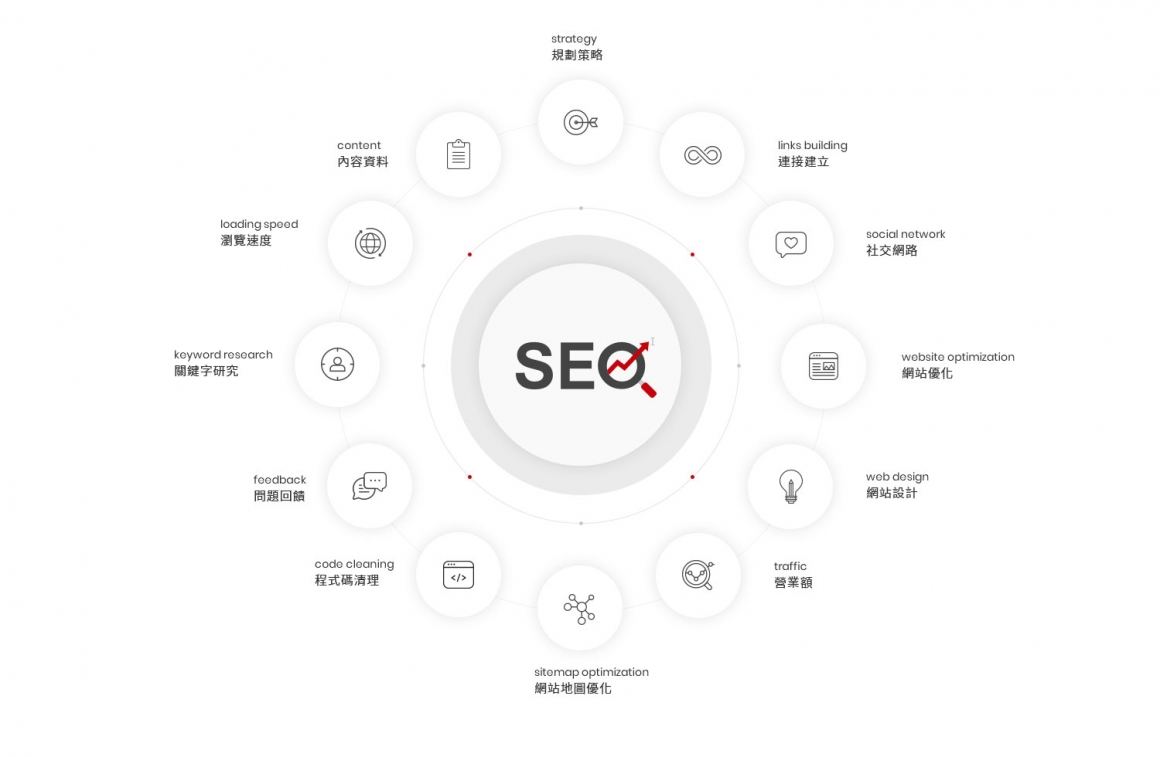 strategy
規劃策略
content
內容資料
links building
連接建立
loading speed
瀏覽速度
social network
社交網路
SEO
keyword research
關鍵字研究
website optimization
網站優化
feedback
問題回饋
web design
網站設計
code cleaning
程式碼清理
traffic
營業額
sitemap optimization
網站地圖優化